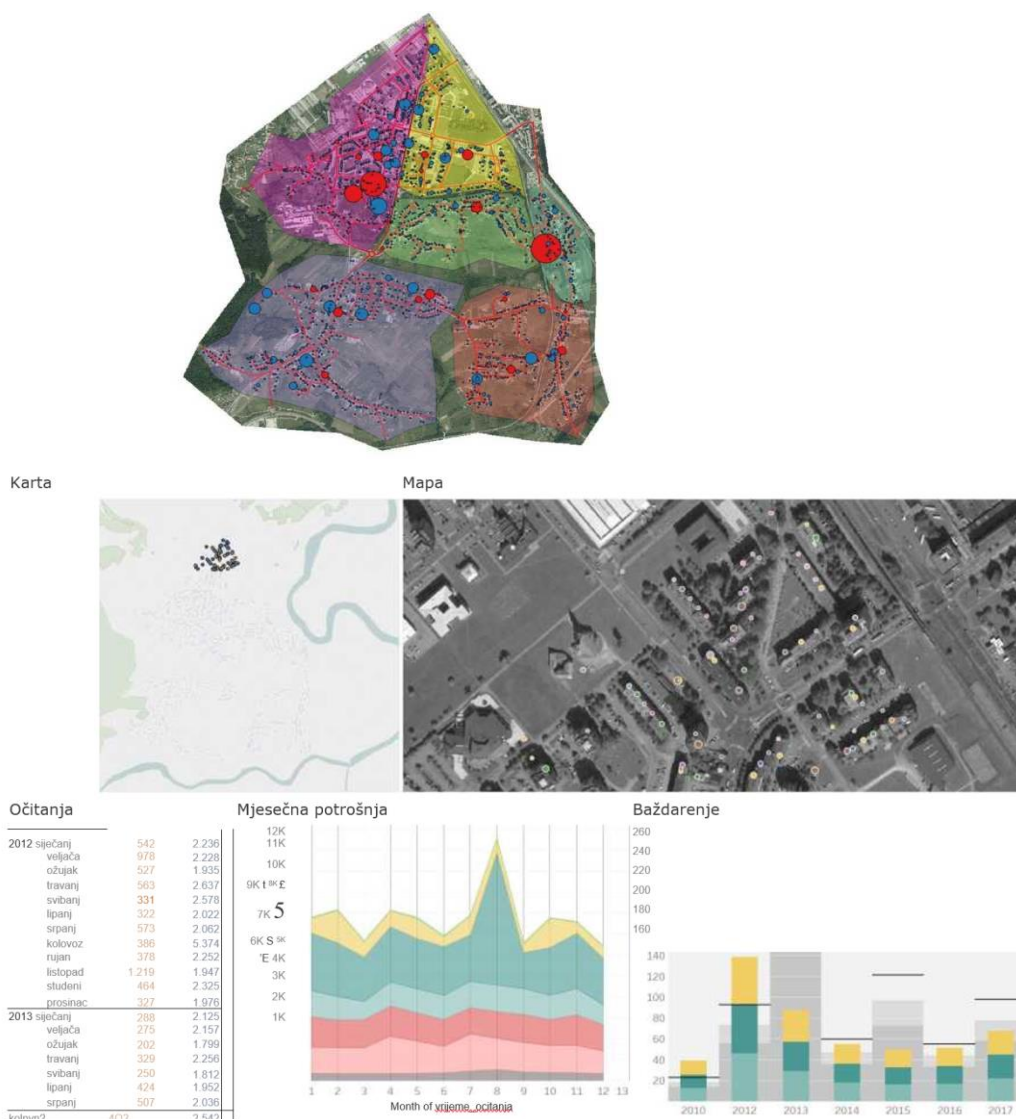 Karta
Mapa
Očitanja
2012 siječanj 542 2.236
veljača 978 2.228
ožujak 527 1.935
travanj 563 2.637
svibanj 331 2.578
lipanj 322 2.022
srpanj 573 2.062
kolovoz 386 5.374
rujan 378 2.252
listopad 1.219 1.947
studeni 464 2.325
prosinac 327 1.976
2013 siječanj 288 2.125
veljača 275 2.157
ožujak 202 1.799
travanj 329 2.256
svibanj 250 1.812
lipanj 424 1.952
srpanj 507 2.036
2.542
Mjesečna potrošnja
12K
11K
10K
9K t 8K £
7K 5
6K S 5K
'E 4K
3K
2K
1K
1 2 3 4 5 6 7 8 9 10 11 12 13
Month of vrijeme_ocitanja
Baždarenje
260
240
220
200
180
160
140
120
100
80
60
40
20
2010 2012 2013 2014 2015 2016 2017